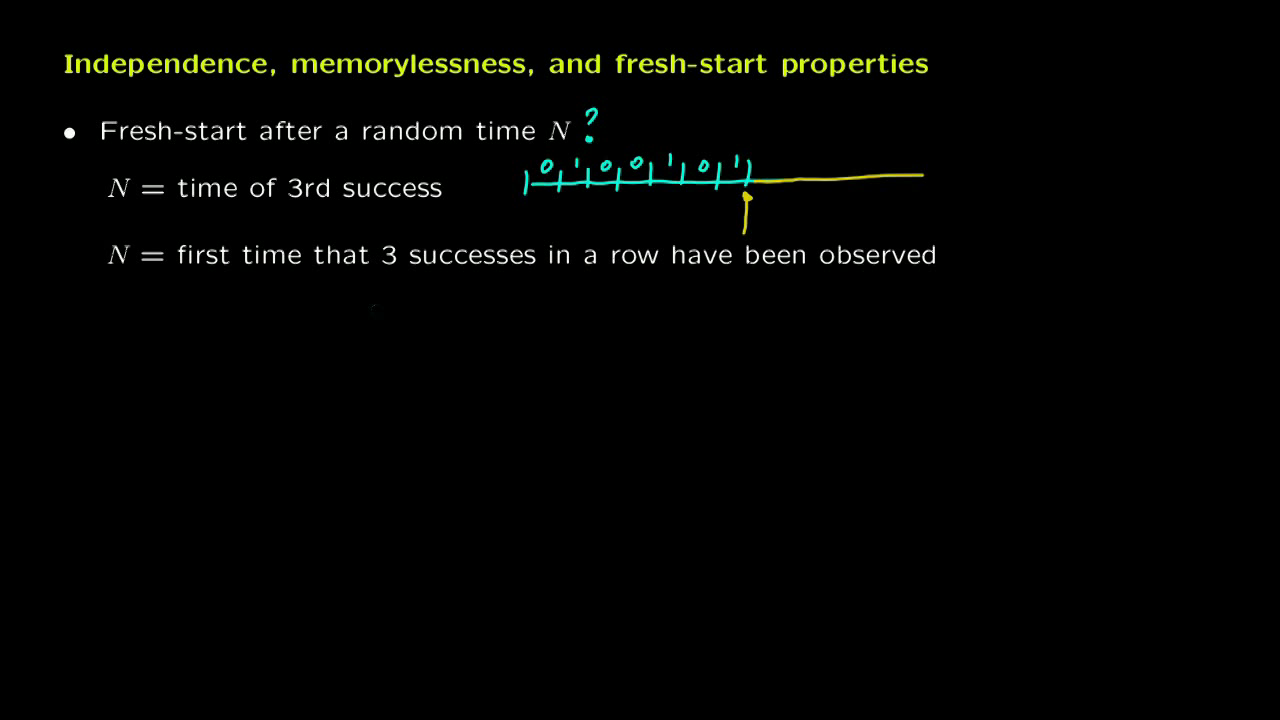 Independence, memorylessness, and fresh-start properties
• Fresh-start after a random time N ?
0 1 0 0 1 0 1
N = time of 3rd success
N = first time that 3 successes in a row have been observed